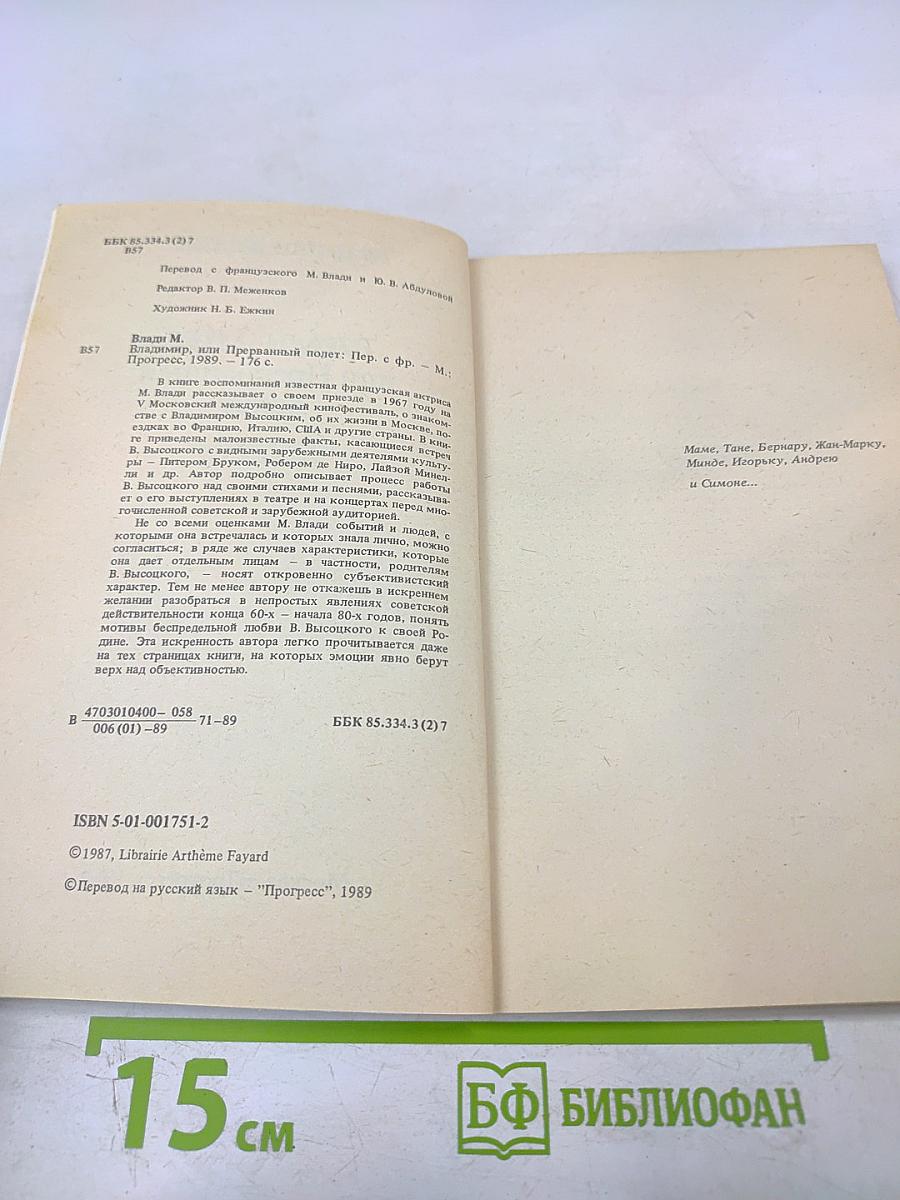 ББК 85.334.3(2)7
В57
Перевод с французского М. Влади и Ю. В. Абдуловой
Редактор В. П. Меженков
Художник Н. Б. Ежкин
Влади М.
В57 Владимир, или Прерванный полет: Пер. с фр. — М.:
Прогресс, 1989. — 176 с.
В книге воспоминаний известная французская актриса
М. Влади рассказывает о своем приезде в 1967 году на
V Московский международный кинофестиваль, о знаком-
стве с Владимиром Высоцким, об их жизни в Москве, по-
ездках во Францию, Италию, США и другие страны. В кни-
ге приведены малоизвестные факты, касающиеся встреч
В. Высоцкого с видными зарубежными деятелями культу-
ры — Питером Бруком, Робером де Ниро, Лайзой Минел-
ли и др. Автор подробно описывает процесс работы
В. Высоцкого над своими стихами и песнями, рассказыва-
ет о его выступлениях в театре и на концертах перед мно-
гочисленной советской и зарубежной аудиторией.
Не со всеми оценками М. Влади событий и людей, с
которыми она встречалась и которых знала лично, можно
согласиться; в ряде же случаев характеристики, которые
она дает отдельным лицам — в частности, родителям
В. Высоцкого, — носят откровенно субъективистский
характер. Тем не менее автору не откажешь в искреннем
желании разобраться в непростых явлениях советской
действительности конца 60-х — начала 80-х годов, понять
мотивы беспредельной любви В. Высоцкого к своей Ро-
дине. Эта искренность автора легко прочитывается даже
на тех страницах книги, на которых эмоции явно берут
верх над объективностью.
В 4703010400— 058
006(01)—89 71—89 ББК 85.334.3(2)7
ISBN 5-01-001751-2
©1987, Librairie Arthème Fayard
©Перевод на русский язык — "Прогресс", 1989
Маме, Тане, Бернару, Жан-Марку,
Минде, Игорьку, Андрею
и Симоне...
15 см
БФ БИБЛИОФАН